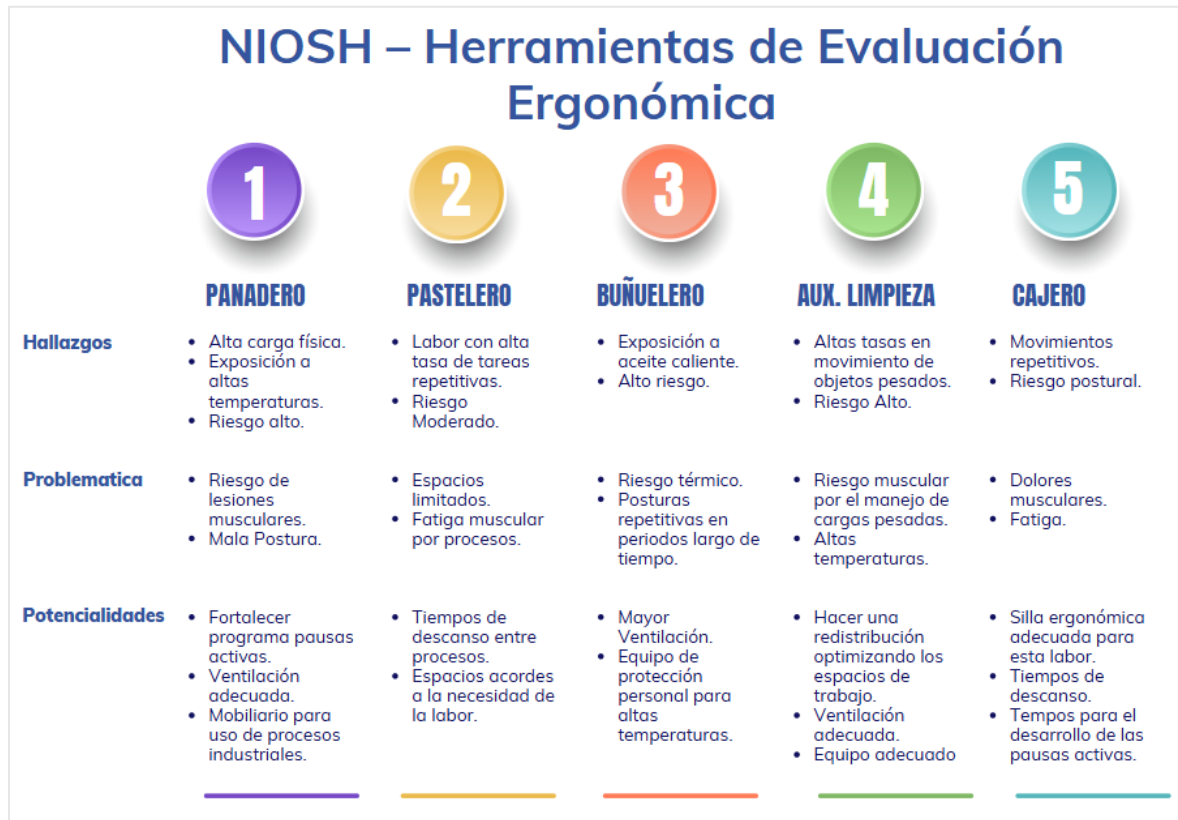 NIOSH – Herramientas de Evaluación
Ergonómica
1
2
3
4
5
PANADERO
PASTELERO
BUÑUELERO
AUX. LIMPIEZA
CAJERO
Hallazgos
• Alta carga física.
• Exposición a
altas
temperaturas.
• Riesgo alto.
• Labor con alta
tasa de tareas
repetitivas.
• Riesgo
Moderado.
• Exposición a
aceite caliente.
• Alto riesgo.
• Altas tasas en
movimiento de
objetos pesados.
• Riesgo Alto.
• Movimientos
repetitivos.
• Riesgo postural.
Problematica
• Riesgo de
lesiones
musculares.
• Mala Postura.
• Espacios
limitados.
• Fatiga muscular
por procesos.
• Riesgo térmico.
• Posturas
repetitivas en
periodos largo de
tiempo.
• Riesgo muscular
por el manejo de
cargas pesadas.
• Altas
temperaturas.
• Dolores
musculares.
• Fatiga.
Potencialidades
• Fortalecer
programa pausas
activas.
• Ventilación
adecuada.
• Mobiliario para
uso de procesos
industriales.
• Tiempos de
descanso entre
procesos.
• Espacios acordes
a la necesidad de
la labor.
• Mayor
Ventilación.
• Equipo de
protección
personal para
altas
temperaturas.
• Hacer una
redistribución
optimizando los
espacios de
trabajo.
• Ventilación
adecuada.
• Equipo adecuado
• Silla ergonómica
adecuada para
esta labor.
• Tiempos de
descanso.
• Tempos para el
desarrollo de las
pausas activas.